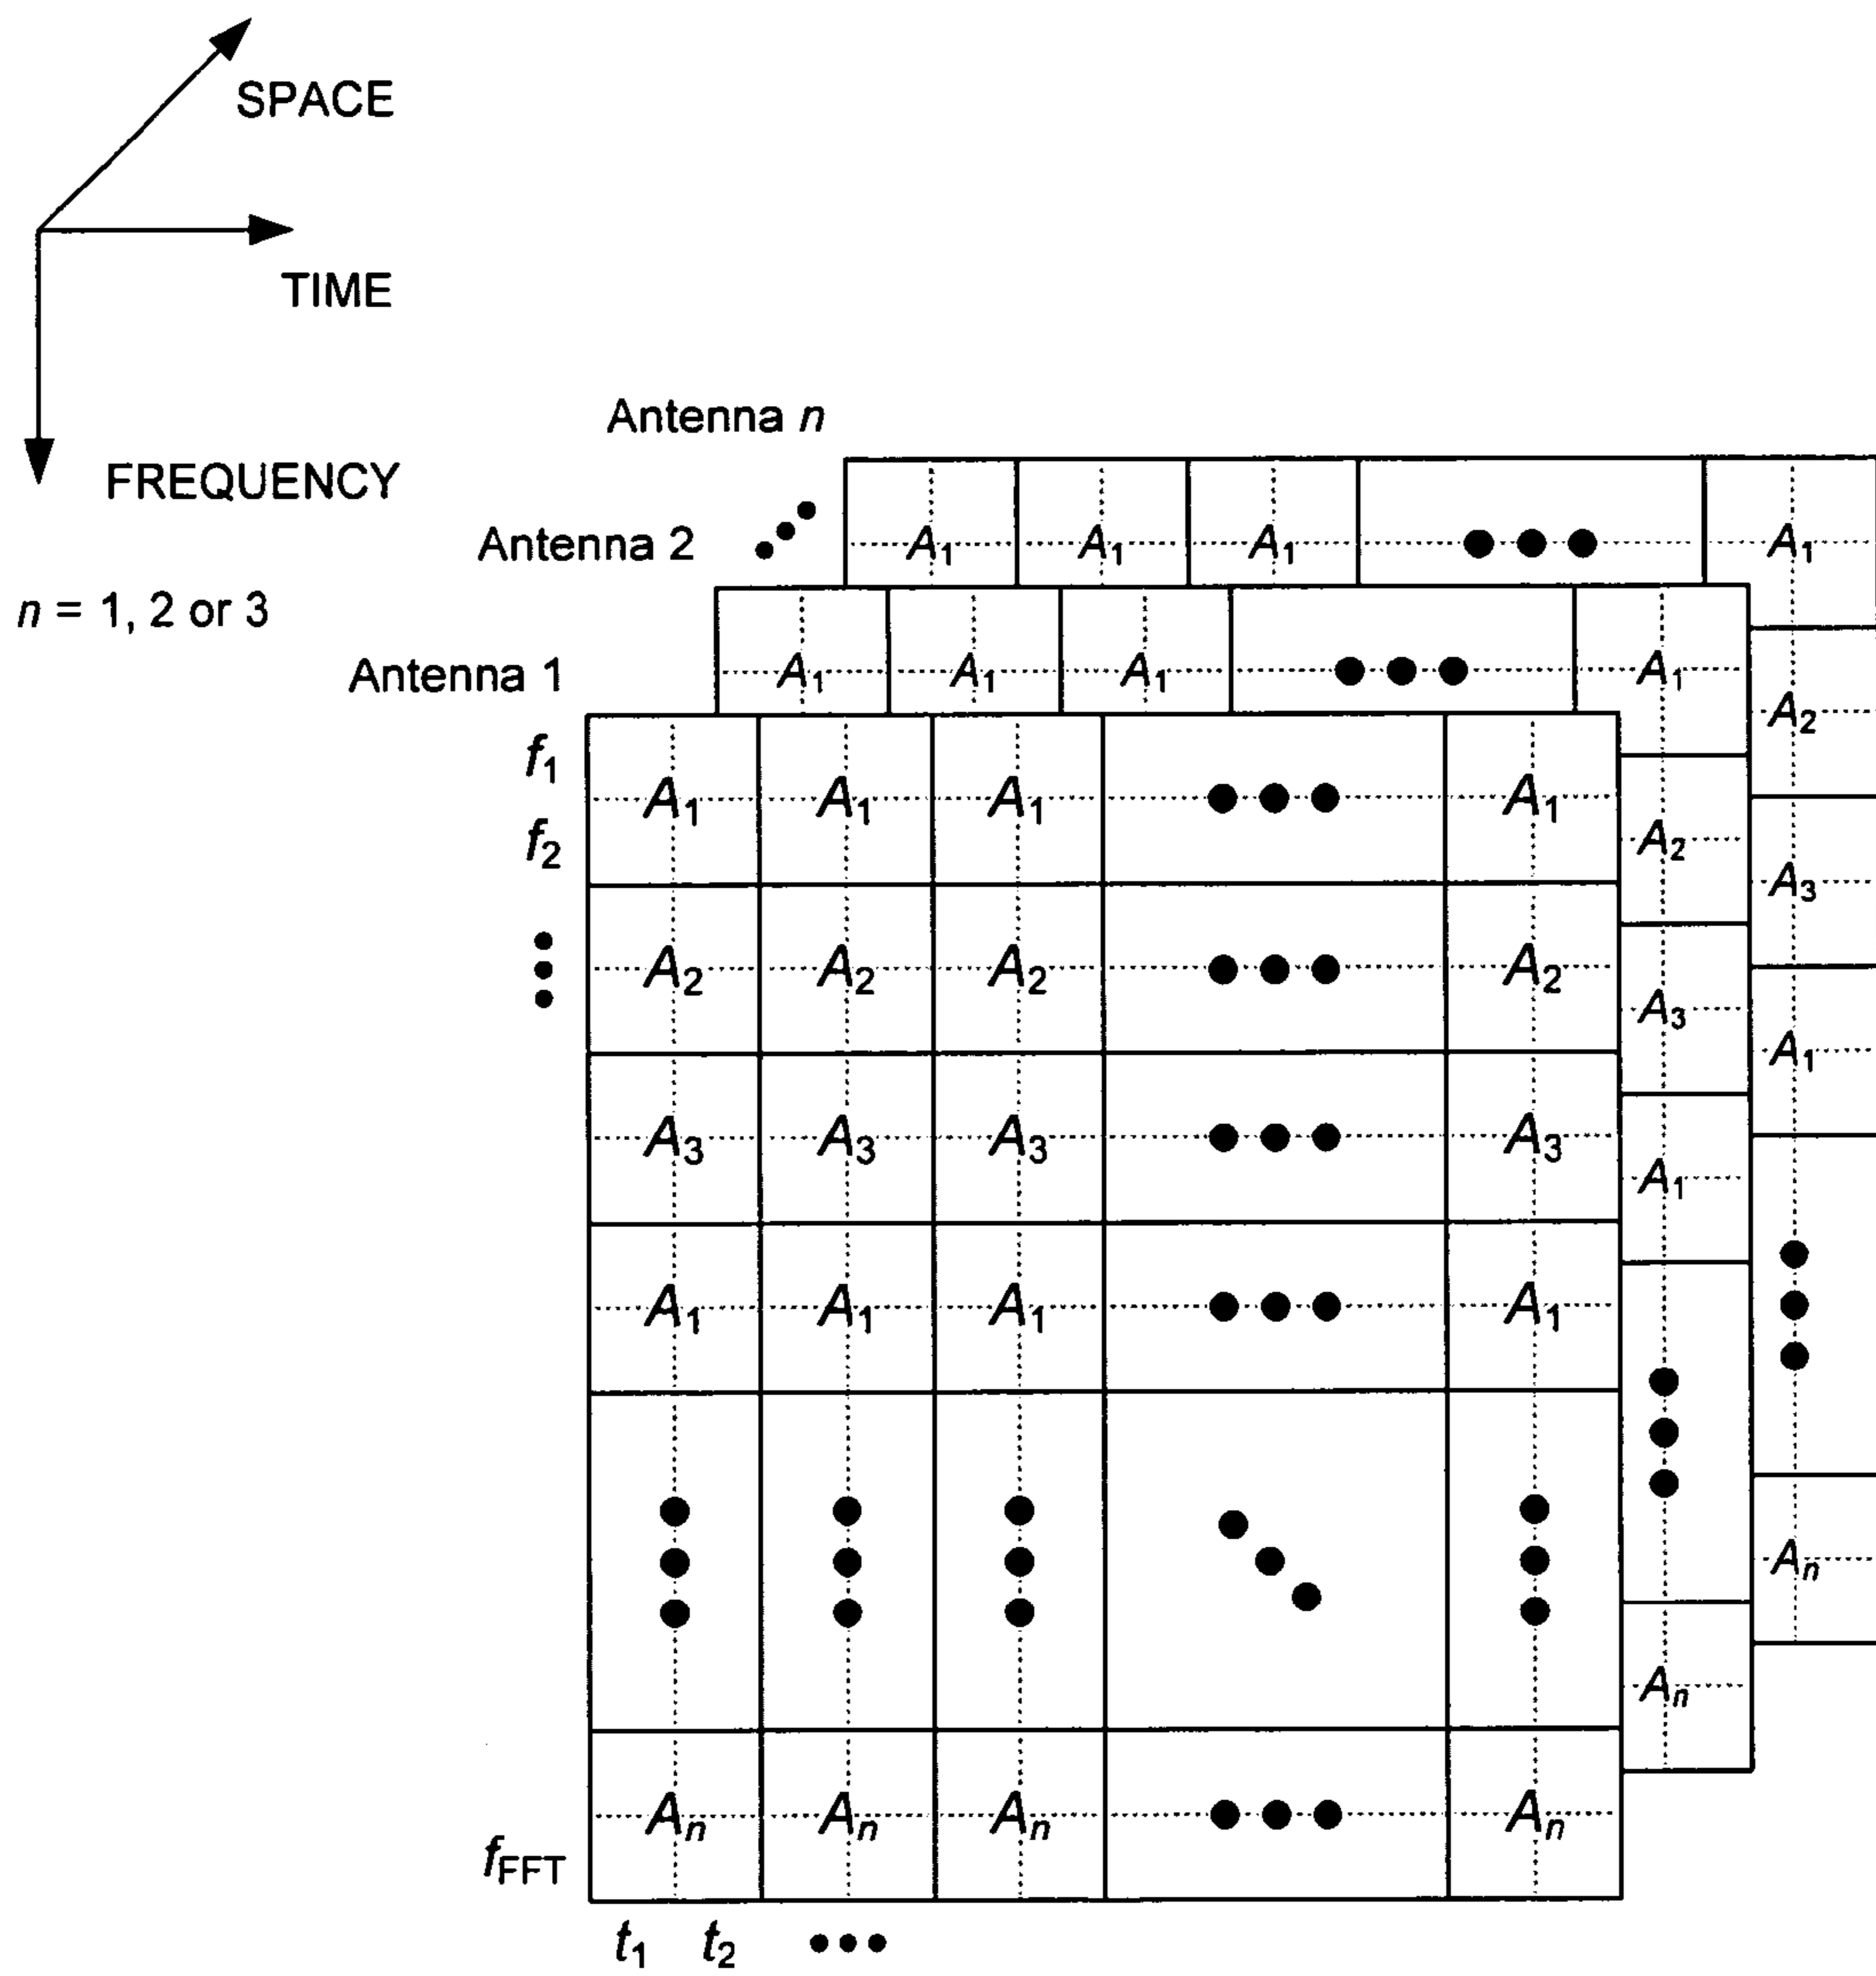 SPACE
TIME
FREQUENCY
n = 1, 2 or 3
Antenna n
Antenna 2
Antenna 1
A₁ A₁ A₁ ••• A₁
A₁ A₁ A₁ ••• A₁
A₂
f₁
A₁ A₁ A₁ ••• A₁
f₂
A₂
A₃
A₂ A₂ A₂ ••• A₂
A₃
A₁
A₃ A₃ A₃ ••• A₃
A₁
A₁ A₁ A₁ ••• A₁
Aₙ
Aₙ
Aₙ Aₙ Aₙ ••• Aₙ
f_FFT
t₁ t₂ •••